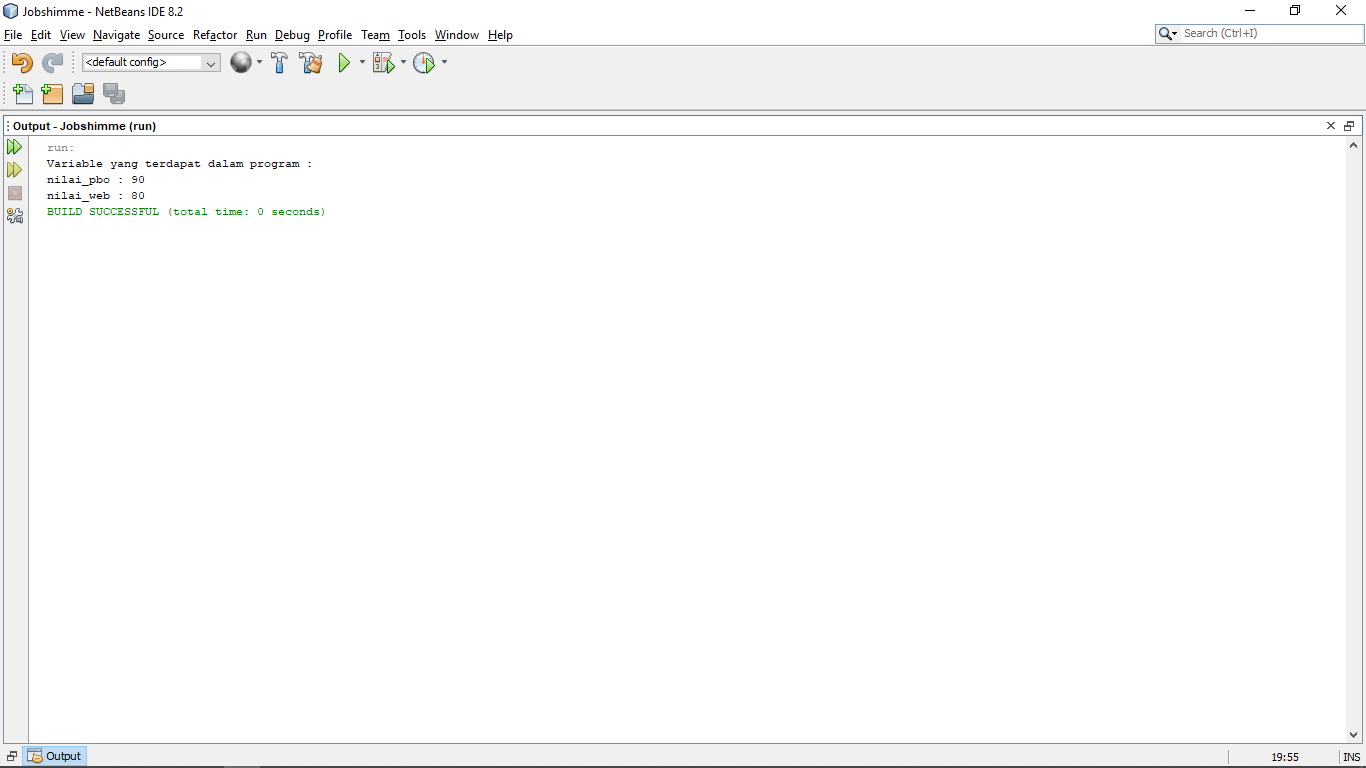 Jobshimme - NetBeans IDE 8.2
File Edit View Navigate Source Refactor Run Debug Profile Team Tools Window Help
Search (Ctrl+I)
<default config>
Output - Jobshimme (run)
run:
Variable yang terdapat dalam program :
nilai_pbo : 90
nilai_web : 80
BUILD SUCCESSFUL (total time: 0 seconds)
Output
19:55
INS